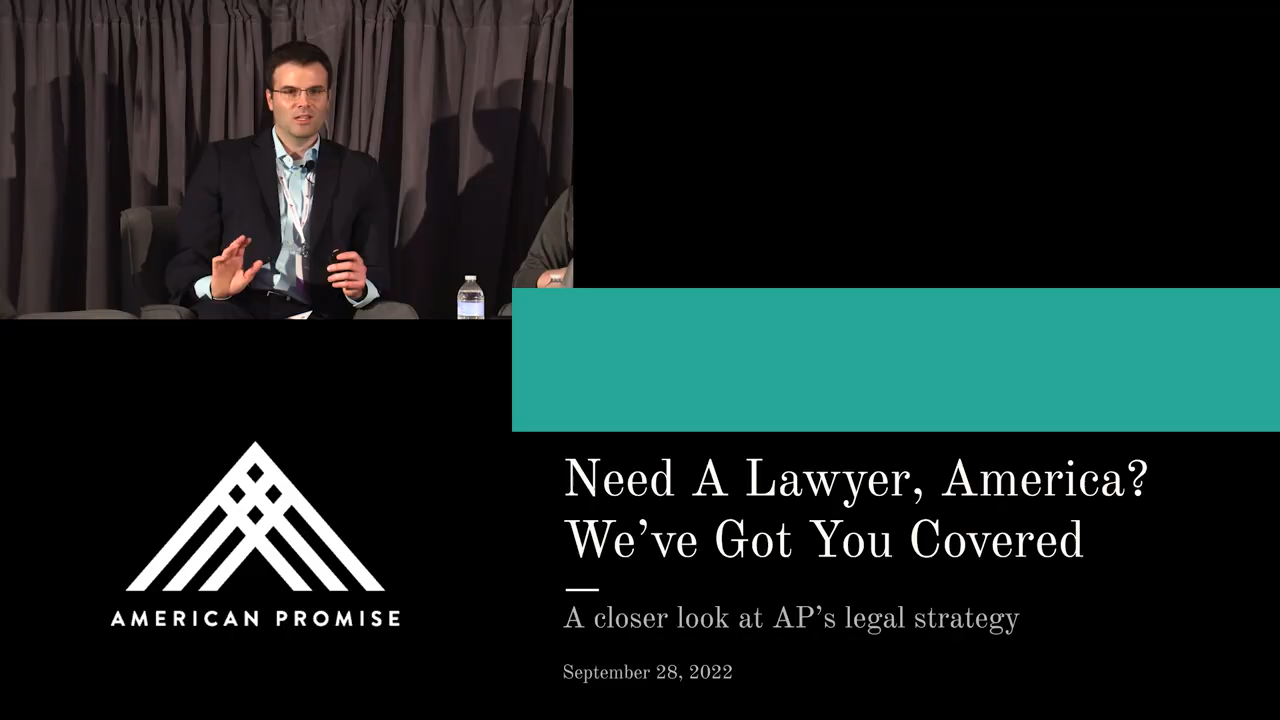 AMERICAN PROMISE
Need A Lawyer, America?
We’ve Got You Covered
A closer look at AP’s legal strategy
September 28, 2022